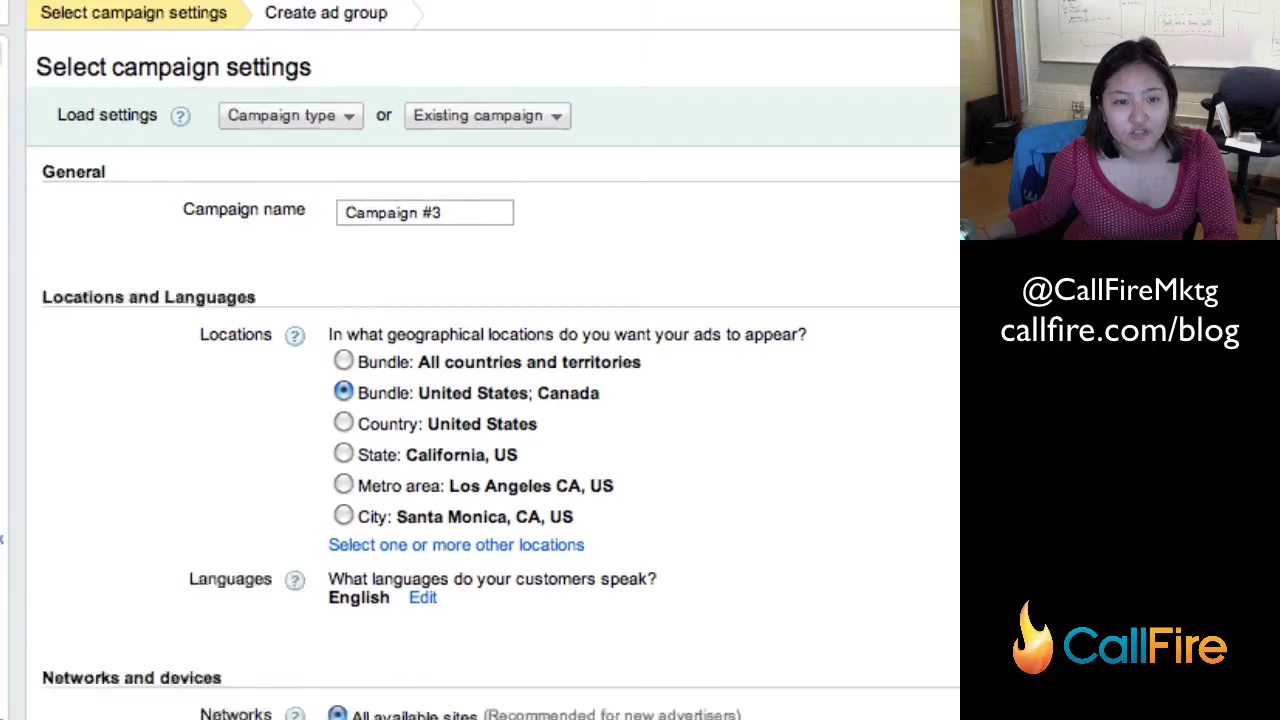 Select campaign settings
Create ad group
Select campaign settings
Load settings ? Campaign type or Existing campaign
General
Campaign name Campaign #3
Locations and Languages
Locations ? In what geographical locations do you want your ads to appear?
Bundle: All countries and territories
Bundle: United States; Canada
Country: United States
State: California, US
Metro area: Los Angeles CA, US
City: Santa Monica, CA, US
Select one or more other locations
Languages ? What languages do your customers speak?
English Edit
Networks and devices
Networks ? All available sites (Recommended for new advertisers)
@CallFireMktg
callfire.com/blog
CallFire